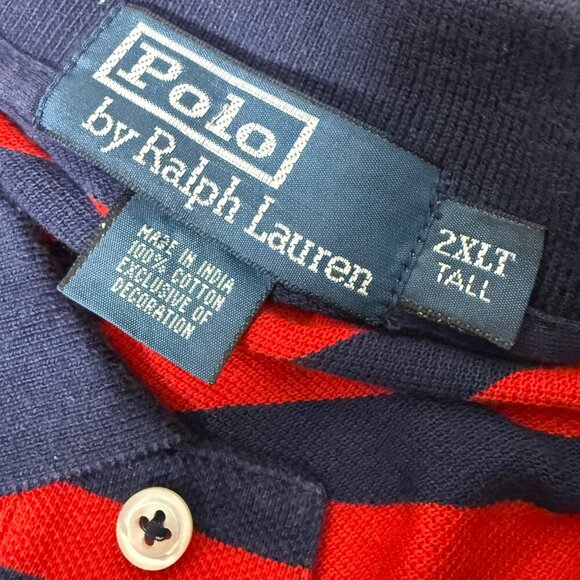 Polo
by Ralph Lauren
2XLT
TALL
MADE IN INDIA
100% COTTON
EXCLUSIVE OF
DECORATION